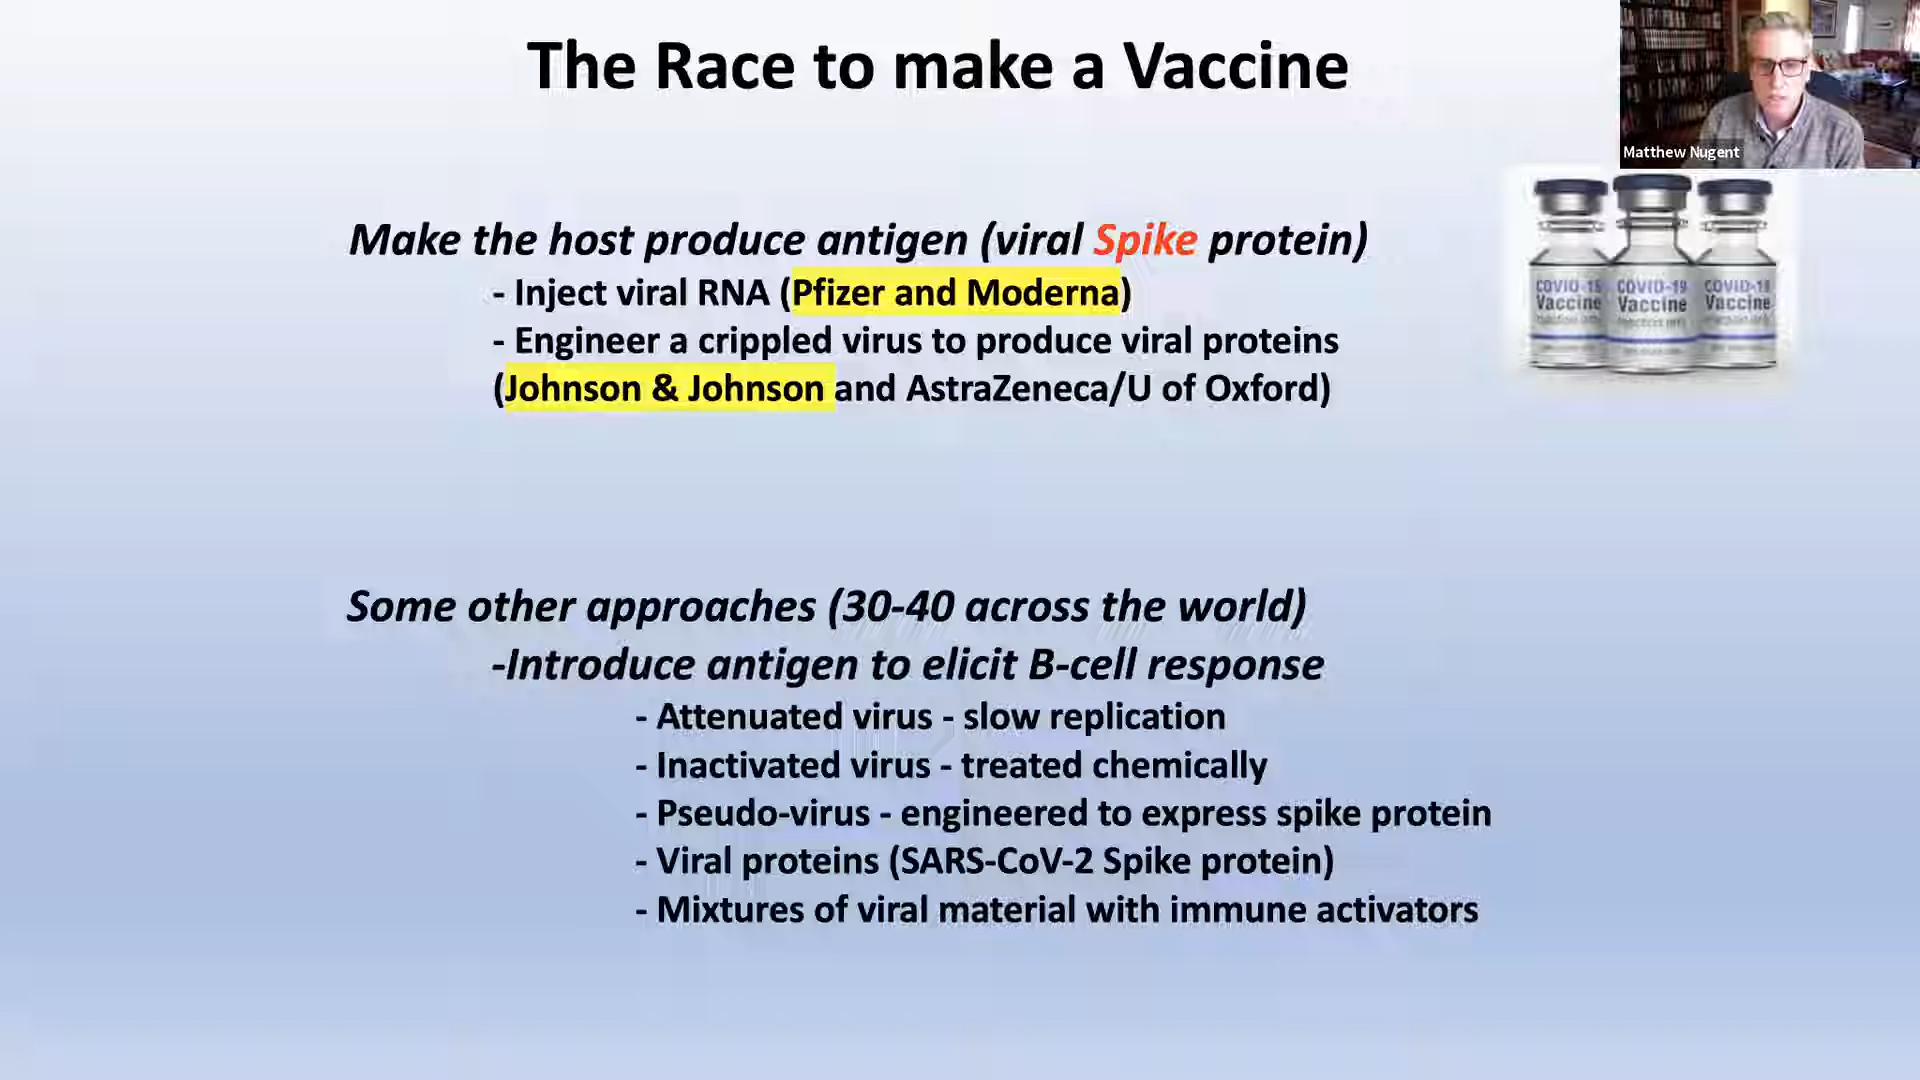 The Race to make a Vaccine
Matthew Nugent
Make the host produce antigen (viral Spike protein)
- Inject viral RNA (Pfizer and Moderna)
- Engineer a crippled virus to produce viral proteins
(Johnson & Johnson and AstraZeneca/U of Oxford)
COVID-19 COVID-19 COVID-19
Vaccine Vaccine Vaccine
Some other approaches (30-40 across the world)
-Introduce antigen to elicit B-cell response
- Attenuated virus - slow replication
- Inactivated virus - treated chemically
- Pseudo-virus - engineered to express spike protein
- Viral proteins (SARS-CoV-2 Spike protein)
- Mixtures of viral material with immune activators